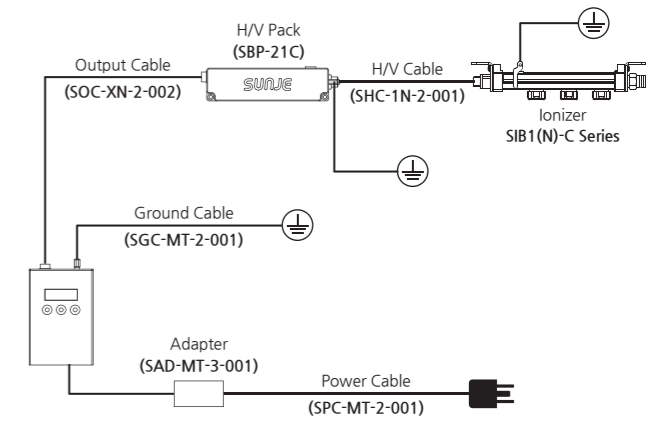 H/V Pack
(SBP-21C)
Output Cable
(SOC-XN-2-002)
SUNJE
H/V Cable
(SHC-1N-2-001)
Ionizer
SIB1(N)-C Series
Ground Cable
(SGC-MT-2-001)
Adapter
(SAD-MT-3-001)
Power Cable
(SPC-MT-2-001)